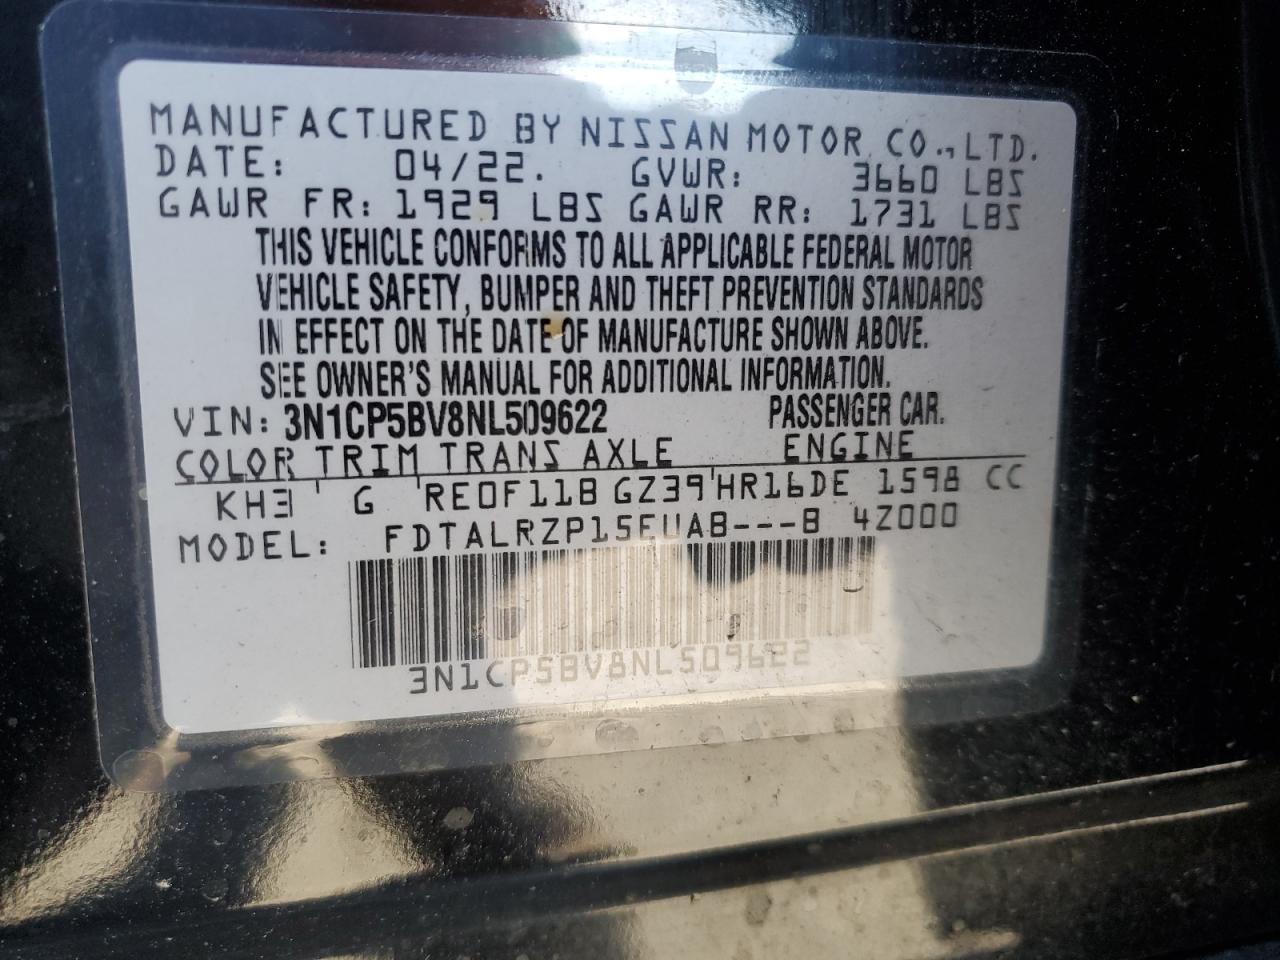 MANUFACTURED BY NISSAN MOTOR CO., LTD.
DATE: 04/22. GVWR: 3660 LBS
GAWR FR: 1929 LBS GAWR RR: 1731 LBS
THIS VEHICLE CONFORMS TO ALL APPLICABLE FEDERAL MOTOR
VEHICLE SAFETY, BUMPER AND THEFT PREVENTION STANDARDS
IN EFFECT ON THE DATE OF MANUFACTURE SHOWN ABOVE.
SEE OWNER'S MANUAL FOR ADDITIONAL INFORMATION.
VIN: 3N1CP5BV8NL509622 PASSENGER CAR.
COLOR TRIM TRANS AXLE ENGINE
KH3 ' G 'RE0F11B GZ39'HR16DE 1598 CC
MODEL: FDTALRZP15EUAB---B 4Z000
3N1CP5BV8NL509622